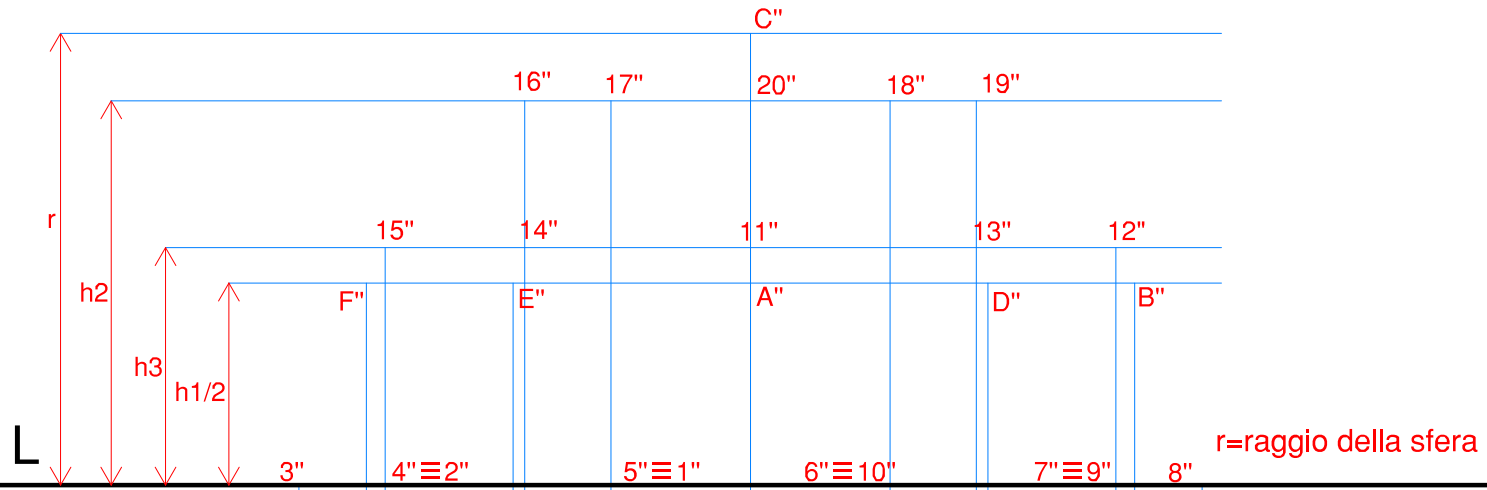 C"
16" 17" 20" 18" 19"
r
15" 14" 11" 13" 12"
h2
F" E" A" D" B"
h3
h1/2
L
r=raggio della sfera
3" 4"≡2" 5"≡1" 6"≡10" 7"≡9" 8"